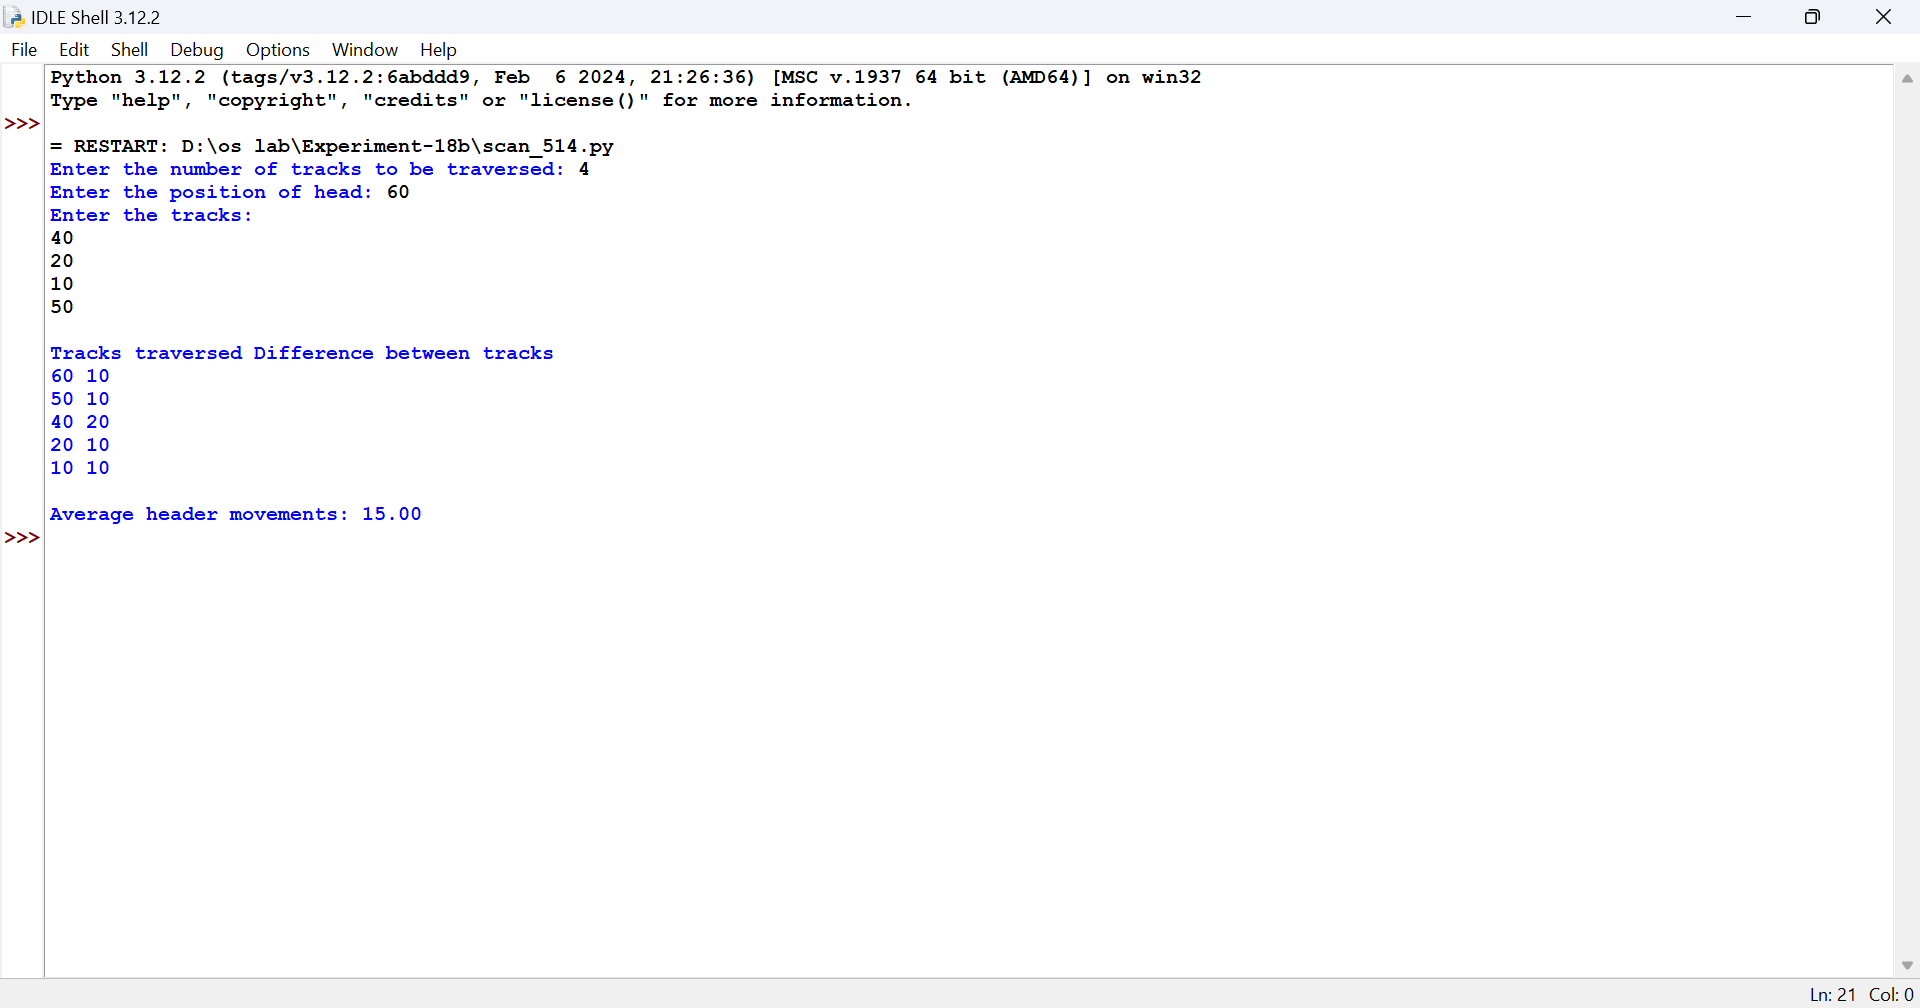 IDLE Shell 3.12.2
File Edit Shell Debug Options Window Help
Python 3.12.2 (tags/v3.12.2:6abddd9, Feb  6 2024, 21:26:36) [MSC v.1937 64 bit (AMD64)] on win32
Type "help", "copyright", "credits" or "license()" for more information.
>>>
= RESTART: D:\os lab\Experiment-18b\scan_514.py
Enter the number of tracks to be traversed: 4
Enter the position of head: 60
Enter the tracks:
40
20
10
50
Tracks traversed Difference between tracks
60 10
50 10
40 20
20 10
10 10
Average header movements: 15.00
>>>
Ln: 21 Col: 0